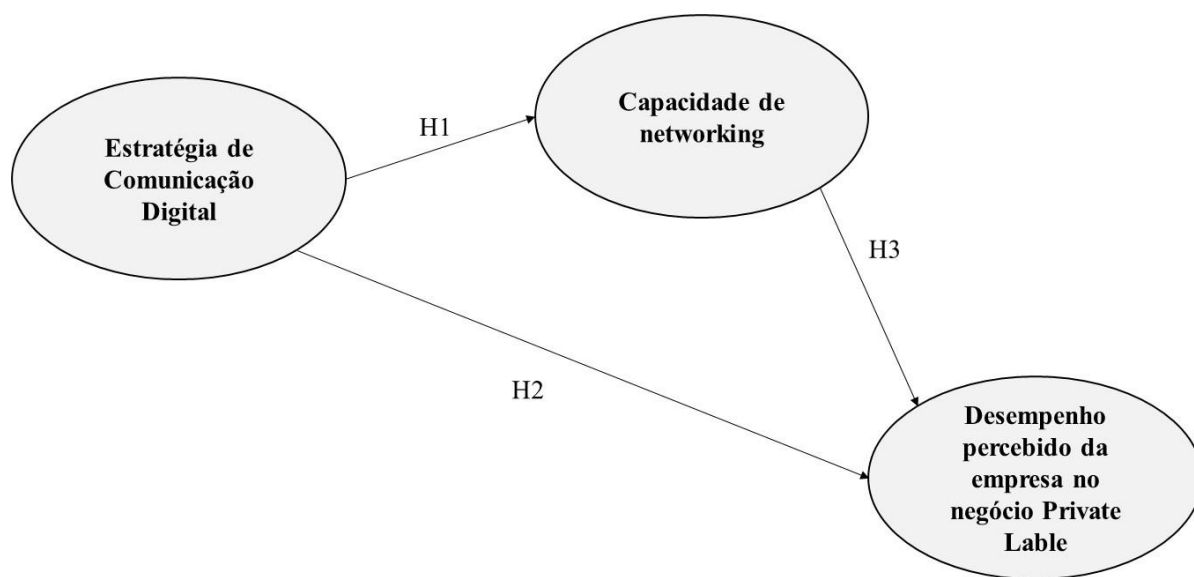 Capacidade de
networking
Estratégia de
Comunicação
Digital
H1
H3
H2
Desempenho
percebido da
empresa no
negócio Private
Lable